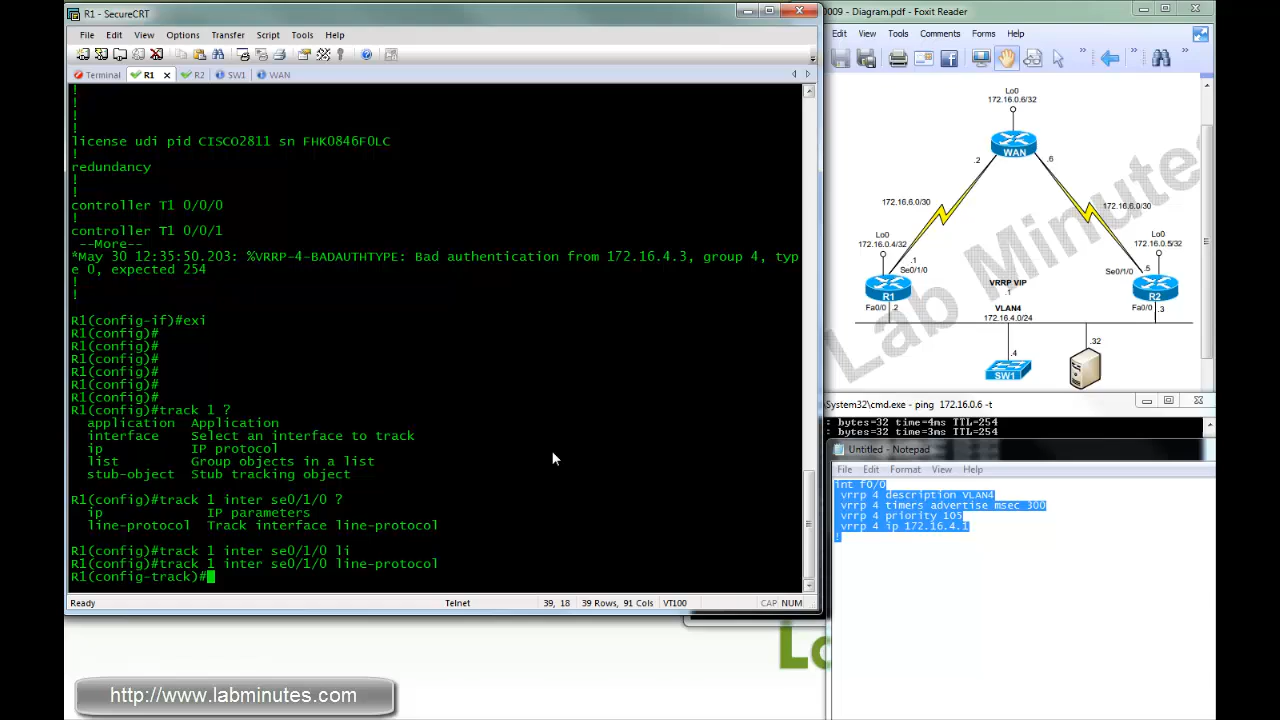 R1 - SecureCRT
File Edit View Options Transfer Script Tools Help
Terminal R1 R2 SW1 WAN
!
!
!
!
license udi pid CISCO2811 sn FHK0846F0LC
!
redundancy
!
!
controller T1 0/0/0
!
controller T1 0/0/1
--More--
*May 30 12:35:50.203: %VRRP-4-BADAUTHTYPE: Bad authentication from 172.16.4.3, group 4, typ
e 0, expected 254
!
!
R1(config-if)#exi
R1(config)#
R1(config)#
R1(config)#
R1(config)#
R1(config)#
R1(config)#
R1(config)#track 1 ?
application Application
interface Select an interface to track
ip IP protocol
list Group objects in a list
stub-object Stub tracking object
R1(config)#track 1 inter se0/1/0 ?
ip IP parameters
line-protocol Track interface line-protocol
R1(config)#track 1 inter se0/1/0 li
R1(config)#track 1 inter se0/1/0 line-protocol
R1(config-track)#
Ready Telnet 39, 18 39 Rows, 91 Cols VT100 CAP NUM
0009 - Diagram.pdf - Foxit Reader
Edit View Tools Comments Forms Help
Lo0
172.16.0.6/32
WAN
.2 .6
172.16.6.0/30 172.16.6.0/30
Lo0
172.16.0.4/32
Lo0
172.16.0.5/32
.1
Se0/1/0
Se0/1/0 .5
R1
VRRP VIP
.1
R2
Fa0/0 .2
VLAN4
172.16.4.0/24
Fa0/0 .3
.4
SW1
.32
Lab Minutes
System32\cmd.exe - ping 172.16.0.6 -t
: bytes=32 time=4ms TTL=254
: bytes=32 time=3ms TTL=254
Untitled - Notepad
File Edit Format View Help
int f0/0
vrrp 4 description VLAN4
vrrp 4 timers advertise msec 300
vrrp 4 priority 105
vrrp 4 ip 172.16.4.1
!
Lo
http://www.labminutes.com